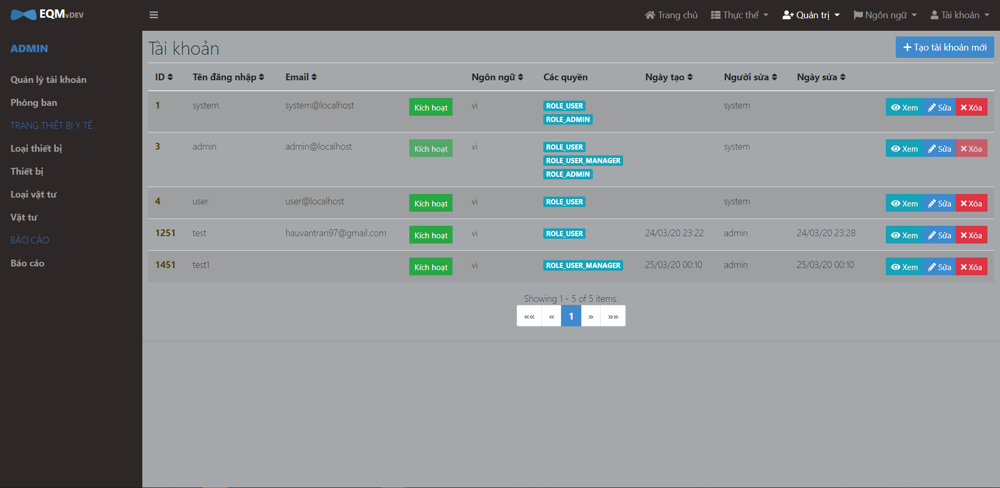 EQMvDEV
Trang chủ Thực thể Quản trị Ngôn ngữ Tài khoản
ADMIN
Quản lý tài khoản
Phòng ban
TRANG THIẾT BỊ Y TẾ
Loại thiết bị
Thiết bị
Loại vật tư
Vật tư
BÁO CÁO
Báo cáo
Tài khoản
Tạo tài khoản mới
ID Tên đăng nhập Email Ngôn ngữ Các quyền Ngày tạo Người sửa Ngày sửa
1 system system@localhost Kích hoạt vi ROLE_USER system Xem Sửa Xóa
ROLE_ADMIN
3 admin admin@localhost Kích hoạt vi ROLE_USER system Xem Sửa Xóa
ROLE_USER_MANAGER
ROLE_ADMIN
4 user user@localhost Kích hoạt vi ROLE_USER system Xem Sửa Xóa
1251 test hauvantran97@gmail.com Kích hoạt vi ROLE_USER 24/03/20 23:22 admin 24/03/20 23:28 Xem Sửa Xóa
1451 test1 Kích hoạt vi ROLE_USER_MANAGER 25/03/20 00:10 admin 25/03/20 00:10 Xem Sửa Xóa
Showing 1 - 5 of 5 items.
«« « 1 » »»